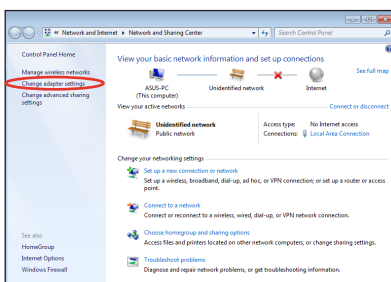 « Network and Internet ▸ Network and Sharing Center
Search Control Panel
Control Panel Home
Manage wireless networks
Change adapter settings
Change advanced sharing
settings
See also
HomeGroup
Internet Options
Windows Firewall
View your basic network information and set up connections
See full map
ASUS-PC
(This computer)
Unidentified network
Internet
View your active networks
Connect or disconnect
Unidentified network
Public network
Access type: No Internet access
Connections: Local Area Connection
Change your networking settings
Set up a new connection or network
Set up a wireless, broadband, dial-up, ad hoc, or VPN connection; or set up a router or access
point.
Connect to a network
Connect or reconnect to a wireless, wired, dial-up, or VPN network connection.
Choose homegroup and sharing options
Access files and printers located on other network computers, or change sharing settings.
Troubleshoot problems
Diagnose and repair network problems, or get troubleshooting information.